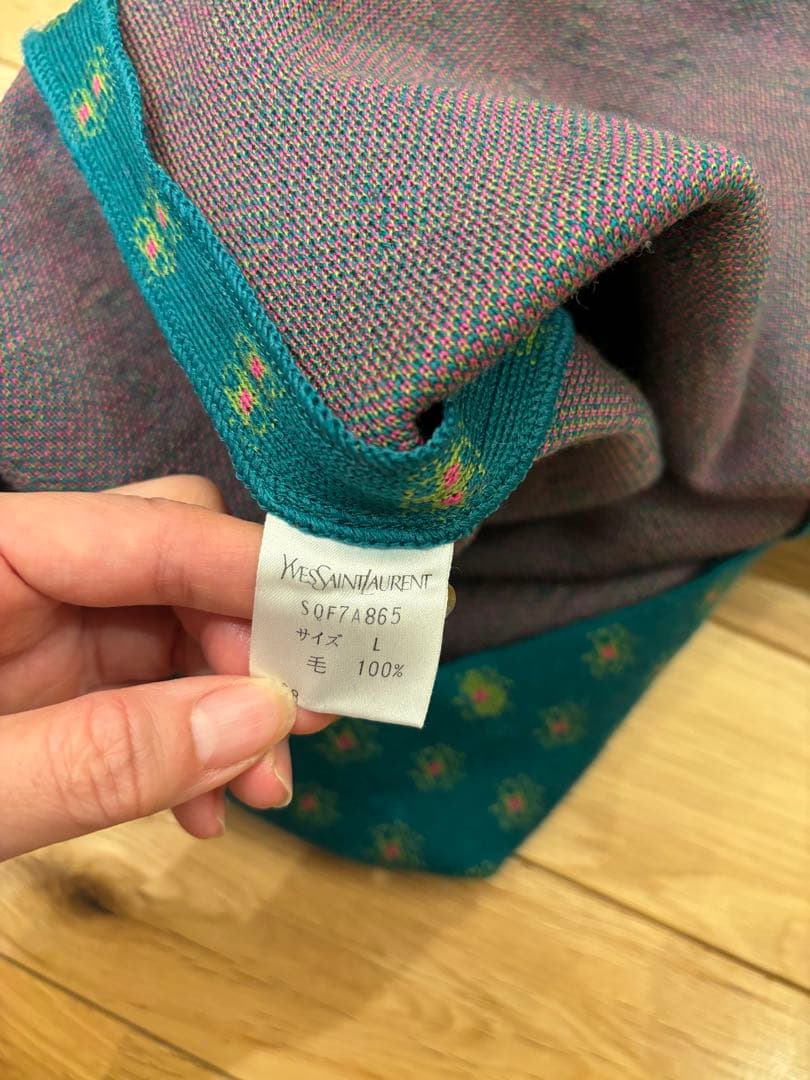 YVESSAINTLAURENT
SQF7A865
サイズ L
毛 100%